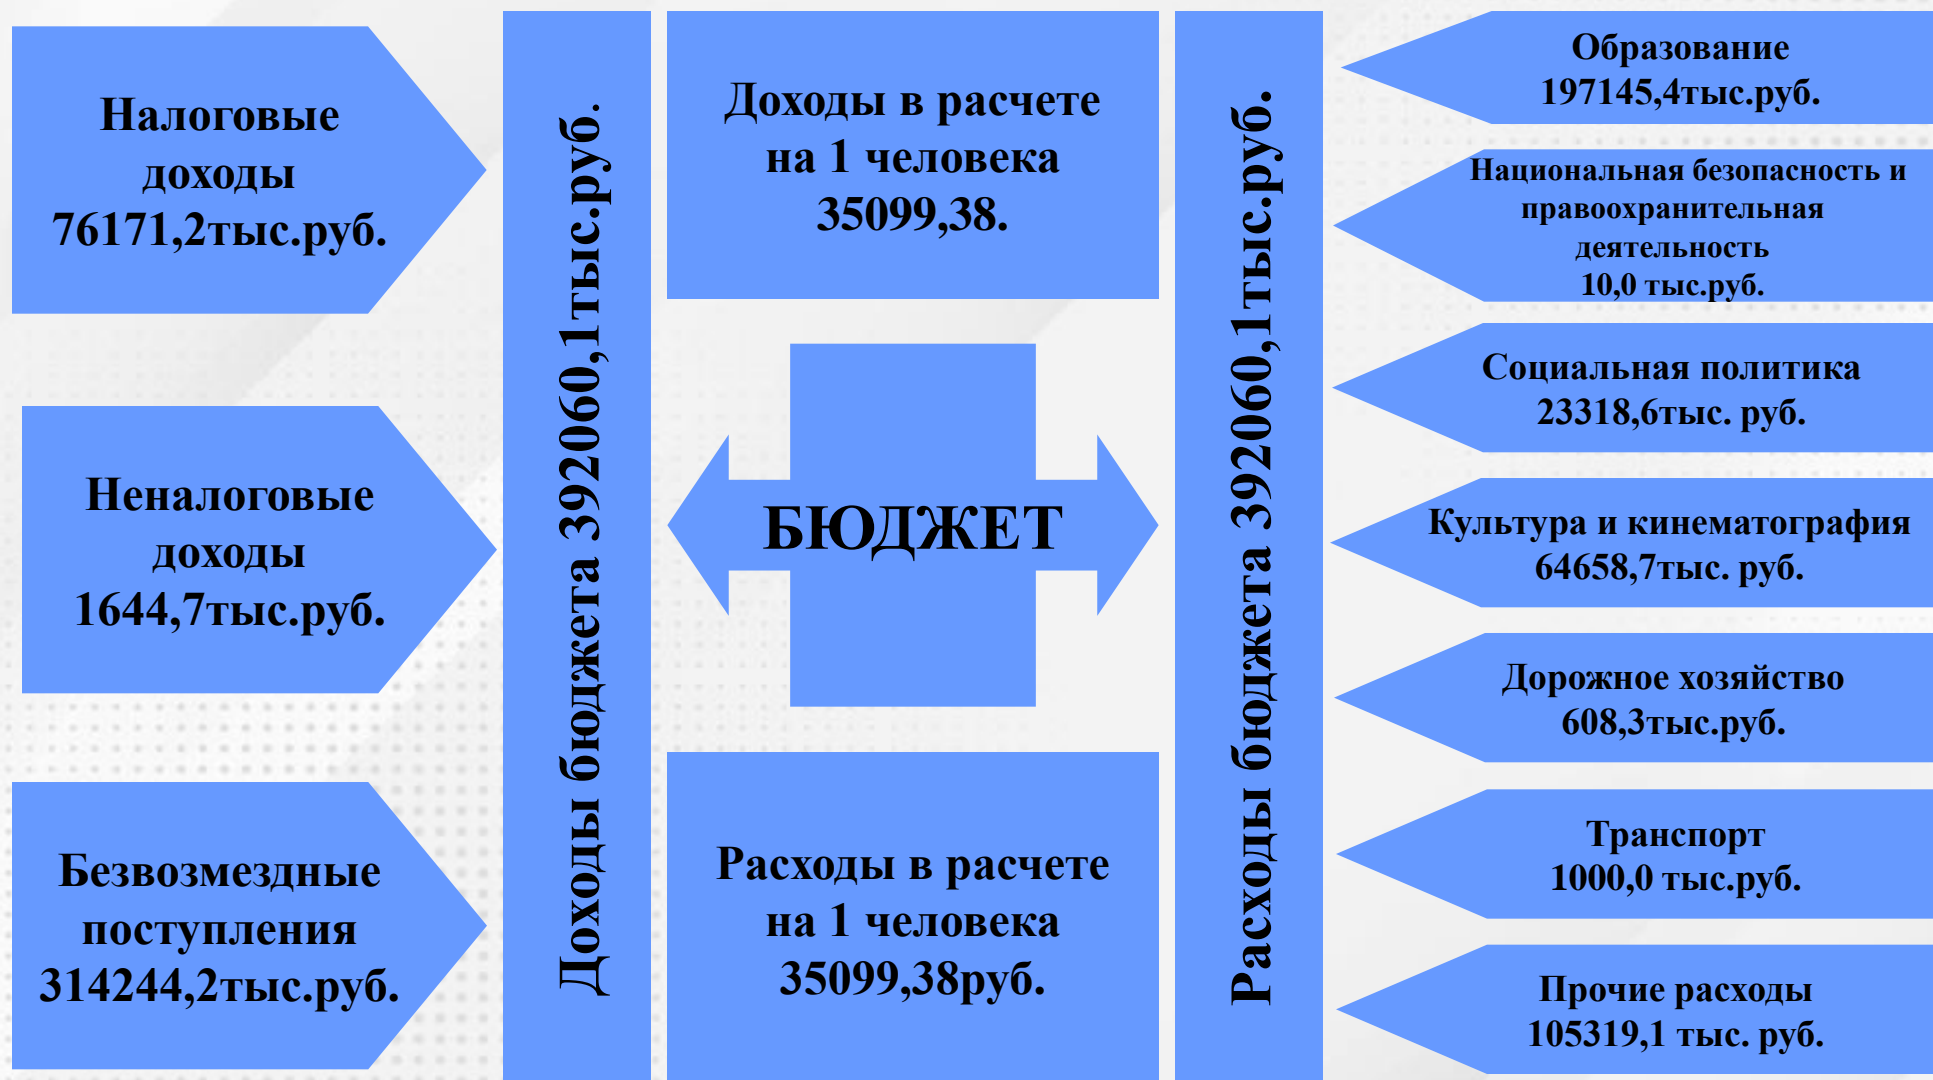 Налоговые
доходы
76171,2тыс.руб.
Неналоговые
доходы
1644,7тыс.руб.
Безвозмездные
поступления
314244,2тыс.руб.
Доходы бюджета 392060,1тыс.руб.
Доходы в расчете
на 1 человека
35099,38.
БЮДЖЕТ
Расходы в расчете
на 1 человека
35099,38руб.
Расходы бюджета 392060,1тыс.руб.
Образование
197145,4тыс.руб.
Национальная безопасность и
правоохранительная
деятельность
10,0 тыс.руб.
Социальная политика
23318,6тыс. руб.
Культура и кинематография
64658,7тыс. руб.
Дорожное хозяйство
608,3тыс.руб.
Транспорт
1000,0 тыс.руб.
Прочие расходы
105319,1 тыс. руб.